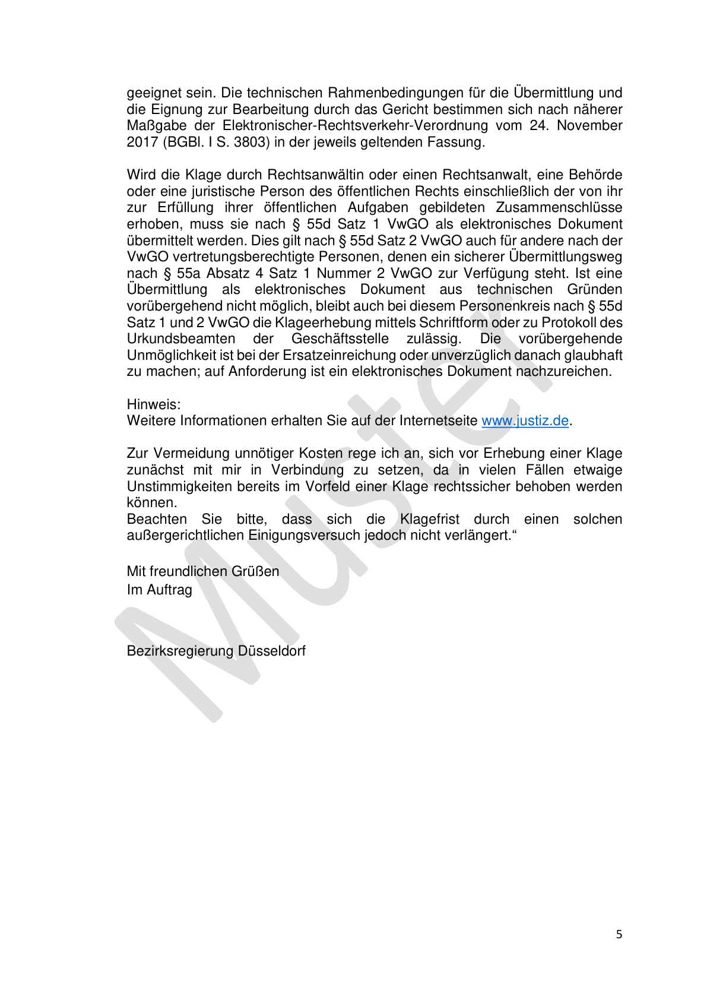 geeignet sein. Die technischen Rahmenbedingungen für die Übermittlung und
die Eignung zur Bearbeitung durch das Gericht bestimmen sich nach näherer
Maßgabe der Elektronischer-Rechtsverkehr-Verordnung vom 24. November
2017 (BGBl. I S. 3803) in der jeweils geltenden Fassung.
Wird die Klage durch Rechtsanwältin oder einen Rechtsanwalt, eine Behörde
oder eine juristische Person des öffentlichen Rechts einschließlich der von ihr
zur Erfüllung ihrer öffentlichen Aufgaben gebildeten Zusammenschlüsse
erhoben, muss sie nach § 55d Satz 1 VwGO als elektronisches Dokument
übermittelt werden. Dies gilt nach § 55d Satz 2 VwGO auch für andere nach der
VwGO vertretungsberechtigte Personen, denen ein sicherer Übermittlungsweg
nach § 55a Absatz 4 Satz 1 Nummer 2 VwGO zur Verfügung steht. Ist eine
Übermittlung als elektronisches Dokument aus technischen Gründen
vorübergehend nicht möglich, bleibt auch bei diesem Personenkreis nach § 55d
Satz 1 und 2 VwGO die Klageerhebung mittels Schriftform oder zu Protokoll des
Urkundsbeamten der Geschäftsstelle zulässig. Die vorübergehende
Unmöglichkeit ist bei der Ersatzeinreichung oder unverzüglich danach glaubhaft
zu machen; auf Anforderung ist ein elektronisches Dokument nachzureichen.
Hinweis:
Weitere Informationen erhalten Sie auf der Internetseite www.justiz.de.
Zur Vermeidung unnötiger Kosten rege ich an, sich vor Erhebung einer Klage
zunächst mit mir in Verbindung zu setzen, da in vielen Fällen etwaige
Unstimmigkeiten bereits im Vorfeld einer Klage rechtssicher behoben werden
können.
Beachten Sie bitte, dass sich die Klagefrist durch einen solchen
außergerichtlichen Einigungsversuch jedoch nicht verlängert.“
Mit freundlichen Grüßen
Im Auftrag
Bezirksregierung Düsseldorf
Muster
5